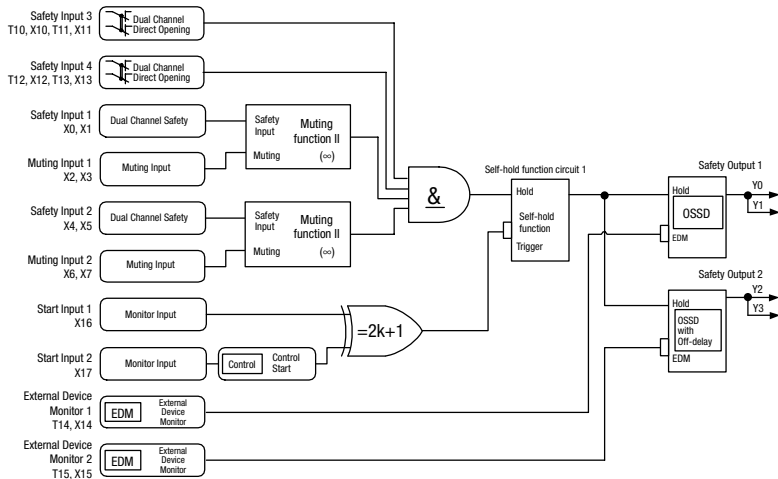 Safety Input 3
T10, X10, T11, X11
Dual Channel
Direct Opening
Safety Input 4
T12, X12, T13, X13
Dual Channel
Direct Opening
Safety Input 1
X0, X1
Dual Channel Safety
Safety
Input
Muting
Muting
function II
(∞)
Muting Input 1
X2, X3
Muting Input
Safety Input 2
X4, X5
Dual Channel Safety
Safety
Input
Muting
Muting
function II
(∞)
Muting Input 2
X6, X7
Muting Input
Start Input 1
X16
Monitor Input
Start Input 2
X17
Monitor Input
Control
Control
Start
External Device
Monitor 1
T14, X14
EDM
External
Device
Monitor
External Device
Monitor 2
T15, X15
EDM
External
Device
Monitor
&
=2k+1
Self-hold function circuit 1
Hold
Self-hold
function
Trigger
Safety Output 1
Hold
OSSD
EDM
Y0
Y1
Safety Output 2
Hold
OSSD
with
Off-delay
EDM
Y2
Y3